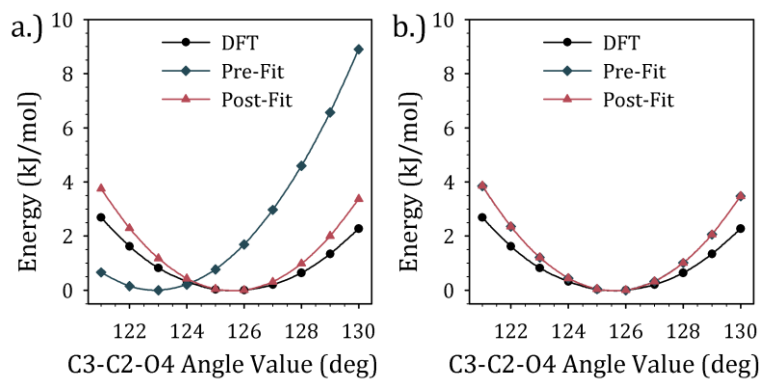 a.)
10
8
6
4
2
0
Energy (kJ/mol)
DFT
Pre-Fit
Post-Fit
122 124 126 128 130
C3-C2-O4 Angle Value (deg)
b.)
10
8
6
4
2
0
Energy (kJ/mol)
DFT
Pre-Fit
Post-Fit
122 124 126 128 130
C3-C2-O4 Angle Value (deg)